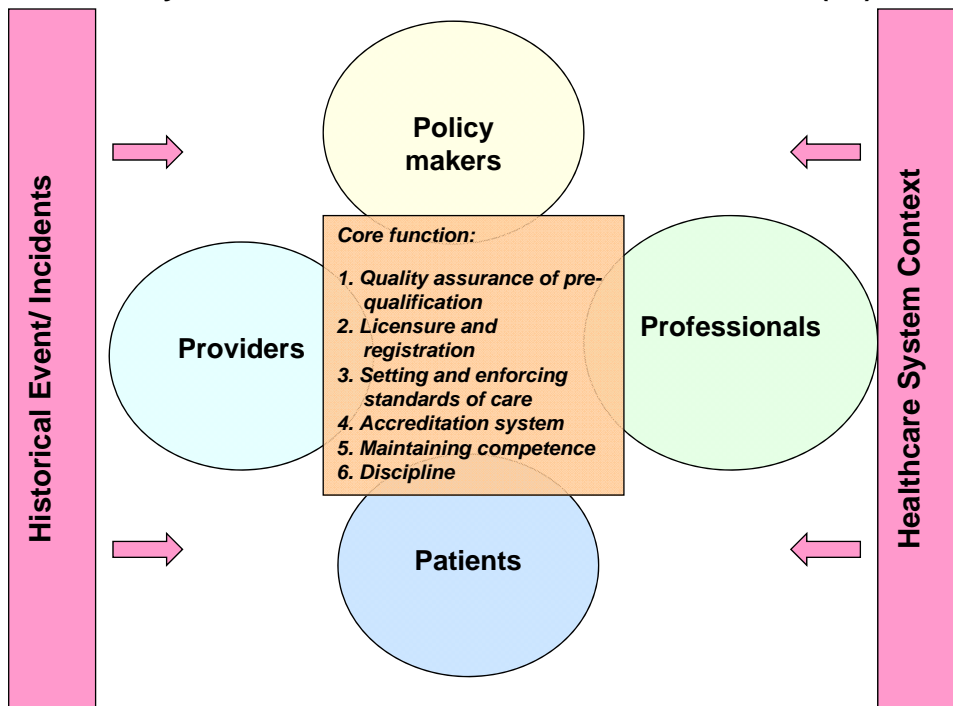 Policy
makers
Historical Event/ Incidents
Healthcare System Context
Core function:
1. Quality assurance of pre-
qualification
2. Licensure and
registration
3. Setting and enforcing
standards of care
4. Accreditation system
5. Maintaining competence
6. Discipline
Providers
Professionals
Patients